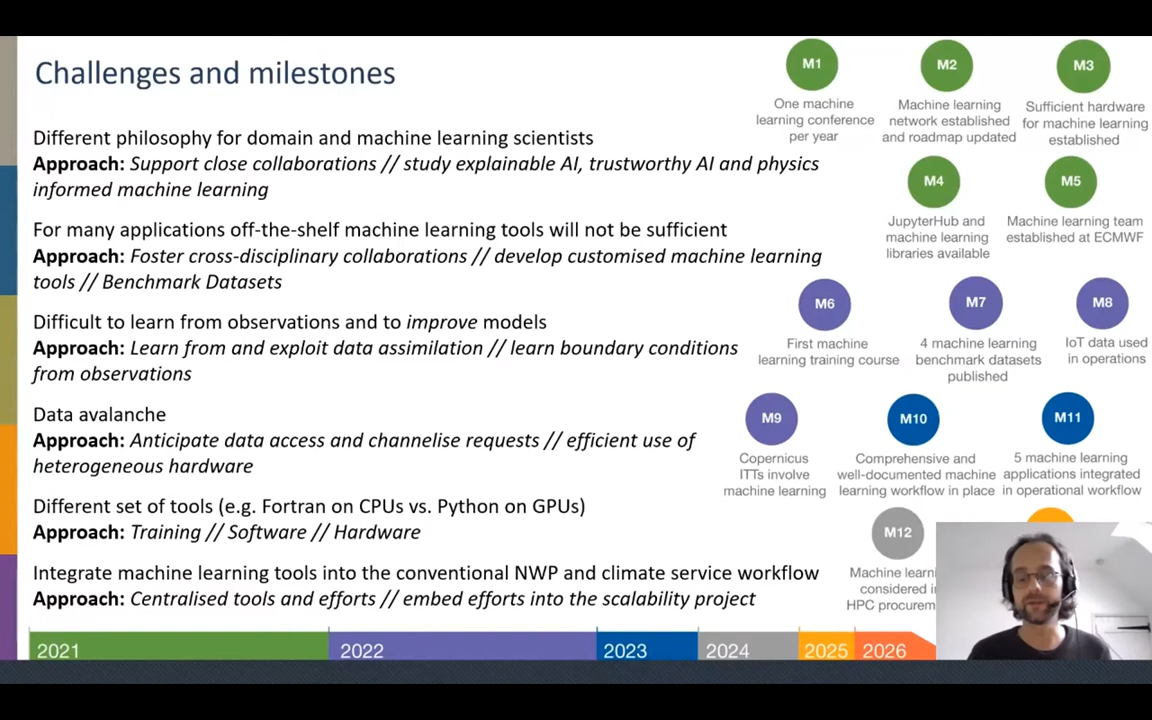 Challenges and milestones
Different philosophy for domain and machine learning scientists
Approach: Support close collaborations // study explainable AI, trustworthy AI and physics
informed machine learning
For many applications off-the-shelf machine learning tools will not be sufficient
Approach: Foster cross-disciplinary collaborations // develop customised machine learning
tools // Benchmark Datasets
Difficult to learn from observations and to improve models
Approach: Learn from and exploit data assimilation // learn boundary conditions
from observations
Data avalanche
Approach: Anticipate data access and channelise requests // efficient use of
heterogeneous hardware
Different set of tools (e.g. Fortran on CPUs vs. Python on GPUs)
Approach: Training // Software // Hardware
Integrate machine learning tools into the conventional NWP and climate service workflow
Approach: Centralised tools and efforts // embed efforts into the scalability project
M1
One machine
learning conference
per year
M2
Machine learning
network established
and roadmap updated
M3
Sufficient hardware
for machine learning
established
M4
JupyterHub and
machine learning
libraries available
M5
Machine learning team
established at ECMWF
M6
First machine
learning training course
M7
4 machine learning
benchmark datasets
published
M8
IoT data used
in operations
M9
Copernicus
ITTs involve
machine learning
M10
Comprehensive and
well-documented machine
learning workflow in place
M11
5 machine learning
applications integrated
in operational workflow
M12
Machine learni
considered i
HPC procurem
2021
2022
2023
2024
2025
2026